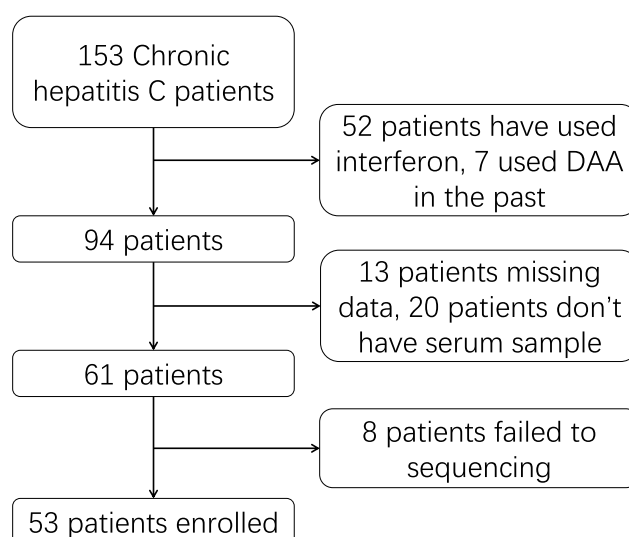 153 Chronic
hepatitis C patients
52 patients have used
interferon, 7 used DAA
in the past
94 patients
13 patients missing
data, 20 patients don’t
have serum sample
61 patients
8 patients failed to
sequencing
53 patients enrolled